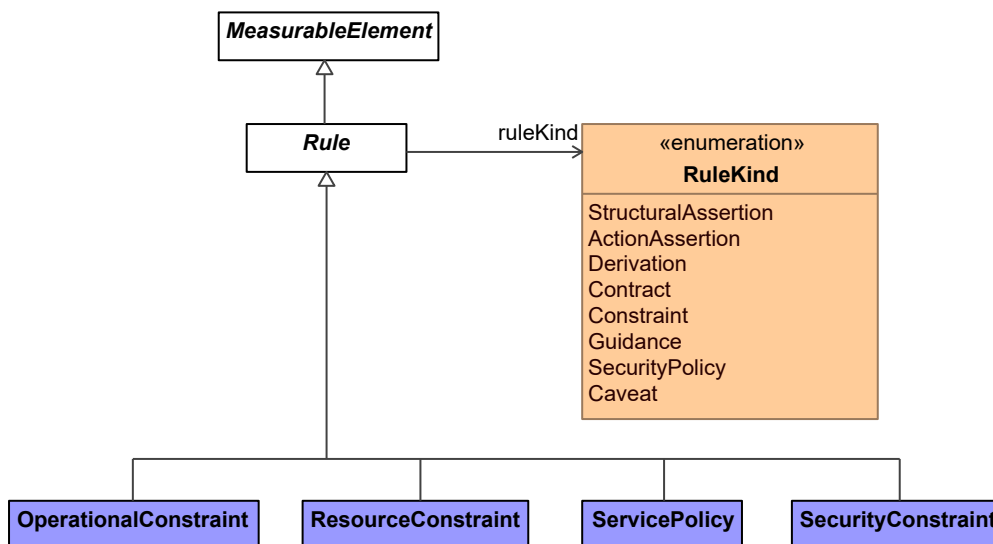 MeasurableElement
Rule
ruleKind
«enumeration»
RuleKind
StructuralAssertion
ActionAssertion
Derivation
Contract
Constraint
Guidance
SecurityPolicy
Caveat
OperationalConstraint
ResourceConstraint
ServicePolicy
SecurityConstraint